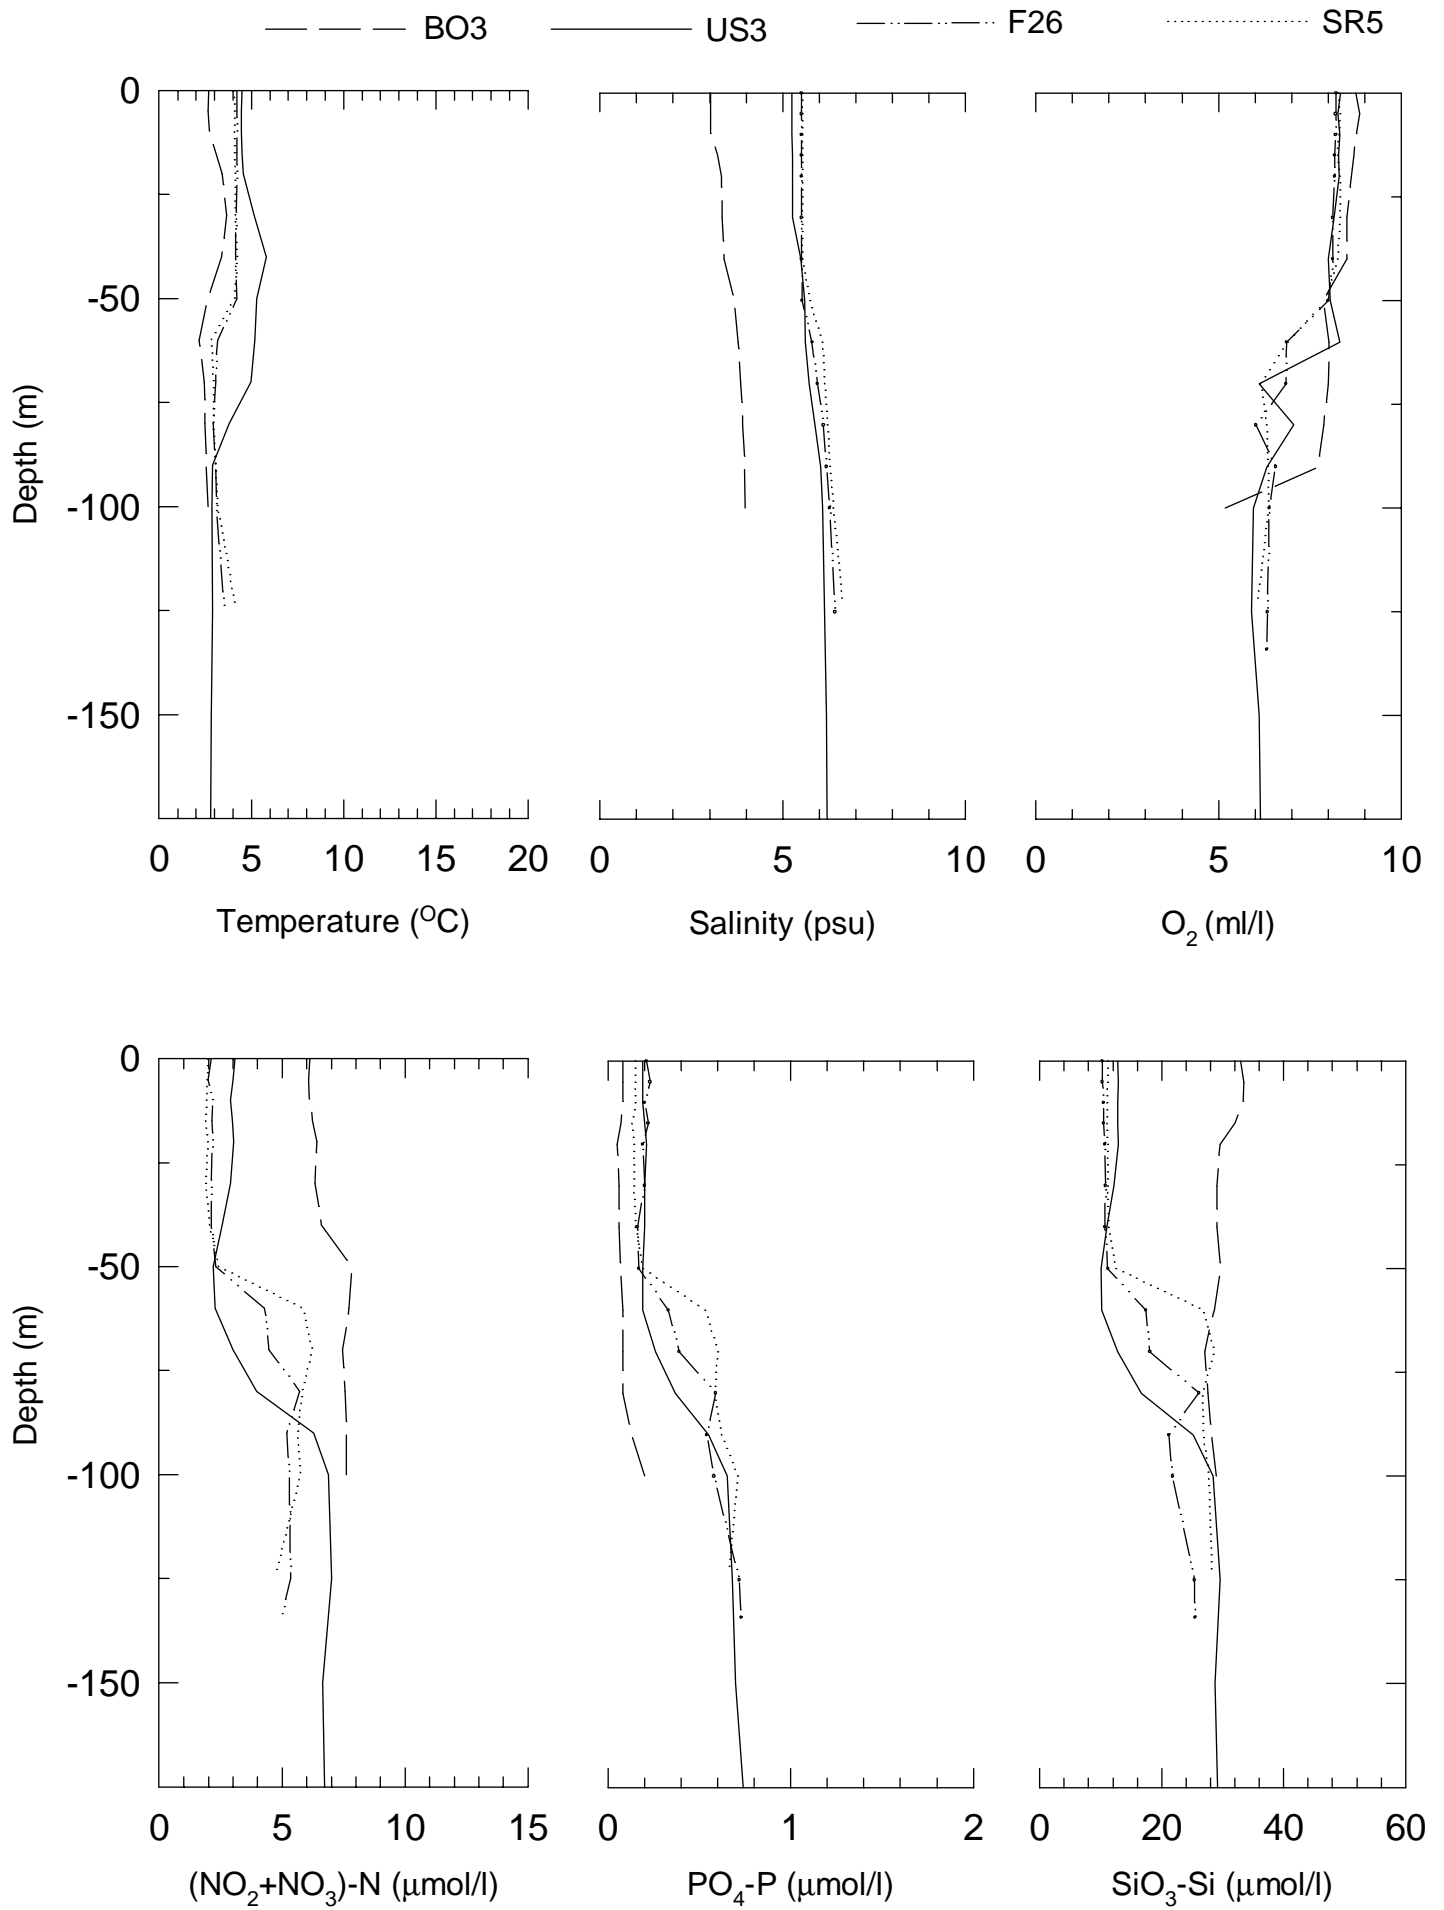 BO3 US3 F26 SR5
0
-50
-100
-150
Depth (m)
0 5 10 15 20
Temperature (OC)
0 5 10
Salinity (psu)
0 5 10
O2 (ml/l)
0
-50
-100
-150
Depth (m)
0 5 10 15
(NO2+NO3)-N (μmol/l)
0 1 2
PO4-P (μmol/l)
0 20 40 60
SiO3-Si (μmol/l)